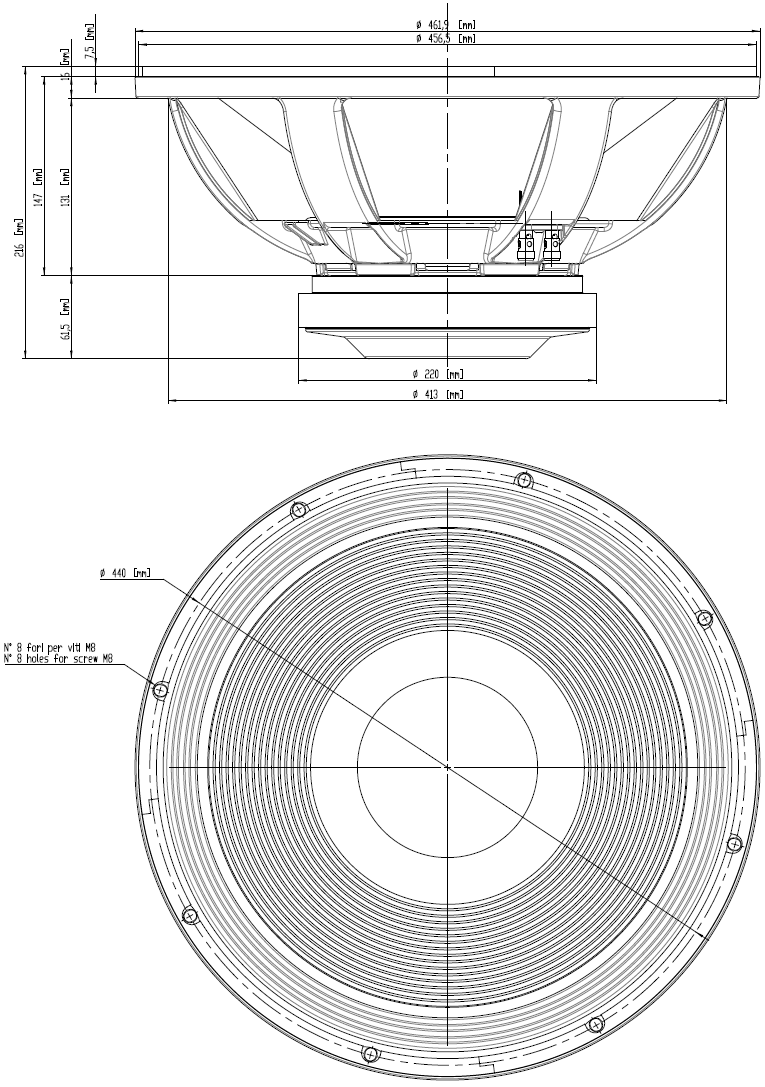 Ø 461,9 [mm]
Ø 456,5 [mm]
7,5 [mm]
16 [mm]
147 [mm]
131 [mm]
216 [mm]
61,5 [mm]
Ø 220 [mm]
Ø 413 [mm]
Ø 440 [mm]
N° 8 fori per viti M8
N° 8 holes for screw M8